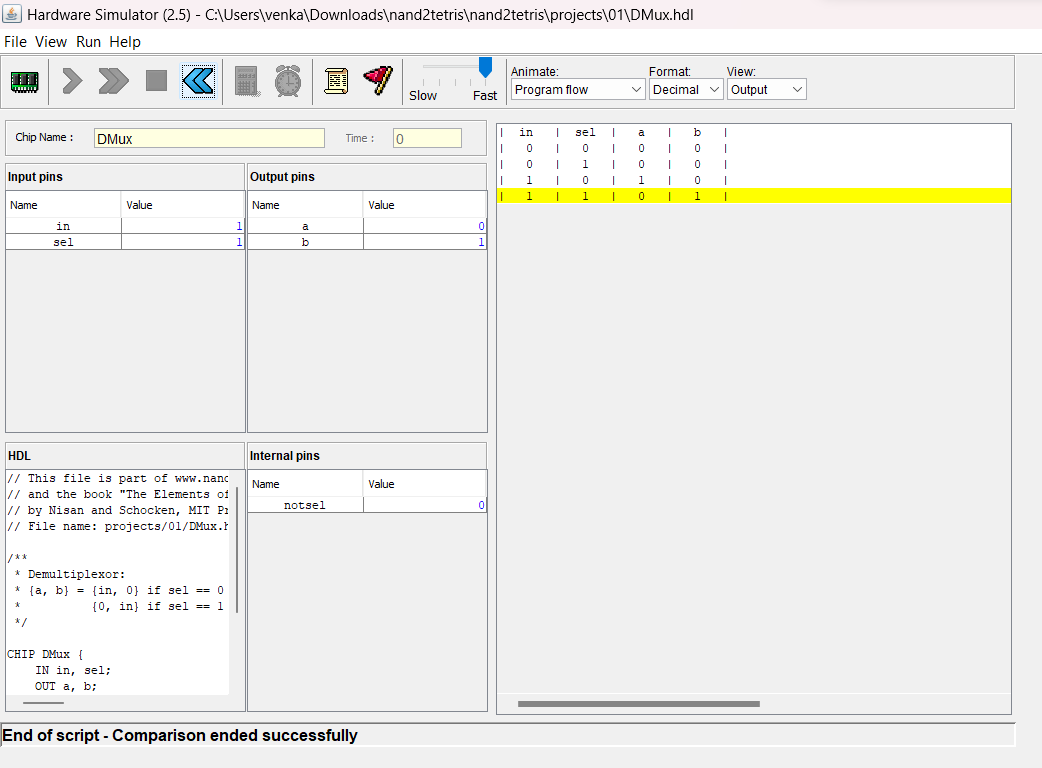 Hardware Simulator (2.5) - C:\Users\venka\Downloads\nand2tetris\nand2tetris\projects\01\DMux.hdl
File View Run Help
Slow Fast
Animate: Format: View:
Program flow Decimal Output
Chip Name : DMux Time : 0
Input pins
Name Value
in 1
sel 1
Output pins
Name Value
a 0
b 1
HDL
// This file is part of www.nand
// and the book "The Elements of
// by Nisan and Schocken, MIT Pr
// File name: projects/01/DMux.h
/**
* Demultiplexor:
* {a, b} = {in, 0} if sel == 0
* {0, in} if sel == 1
*/
CHIP DMux {
IN in, sel;
OUT a, b;
Internal pins
Name Value
notsel 0
| in | sel | a | b |
| 0 | 0 | 0 | 0 |
| 0 | 1 | 0 | 0 |
| 1 | 0 | 1 | 0 |
| 1 | 1 | 0 | 1 |
End of script - Comparison ended successfully